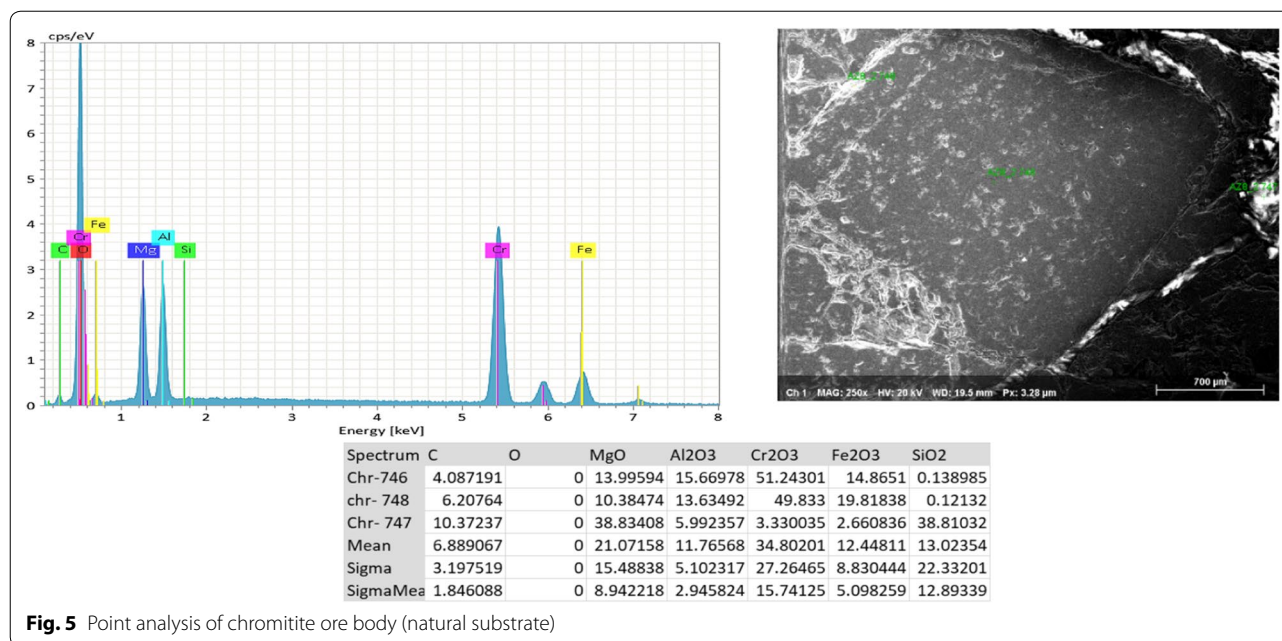 cps/eV
8
7
6
5
4
3
2
1
0
Fe
Cr
Al
C
O
Mg
Si
Cr
Fe
1 2 3 4 5 6 7 8
Energy [keV]
Ch 1 MAG: 250x HV: 20 kV WD: 19.5 mm Px: 3.28 µm
700 µm
Spectrum C O MgO Al2O3 Cr2O3 Fe2O3 SiO2
Chr-746 4.087191 0 13.99594 15.66978 51.24301 14.8651 0.138985
chr- 748 6.20764 0 10.38474 13.63492 49.833 19.81838 0.12132
Chr- 747 10.37237 0 38.83408 5.992357 3.330035 2.660836 38.81032
Mean 6.889067 0 21.07158 11.76568 34.80201 12.44811 13.02354
Sigma 3.197519 0 15.48838 5.102317 27.26465 8.830444 22.33201
SigmaMea 1.846088 0 8.942218 2.945824 15.74125 5.098259 12.89339
Fig. 5 Point analysis of chromitite ore body (natural substrate)